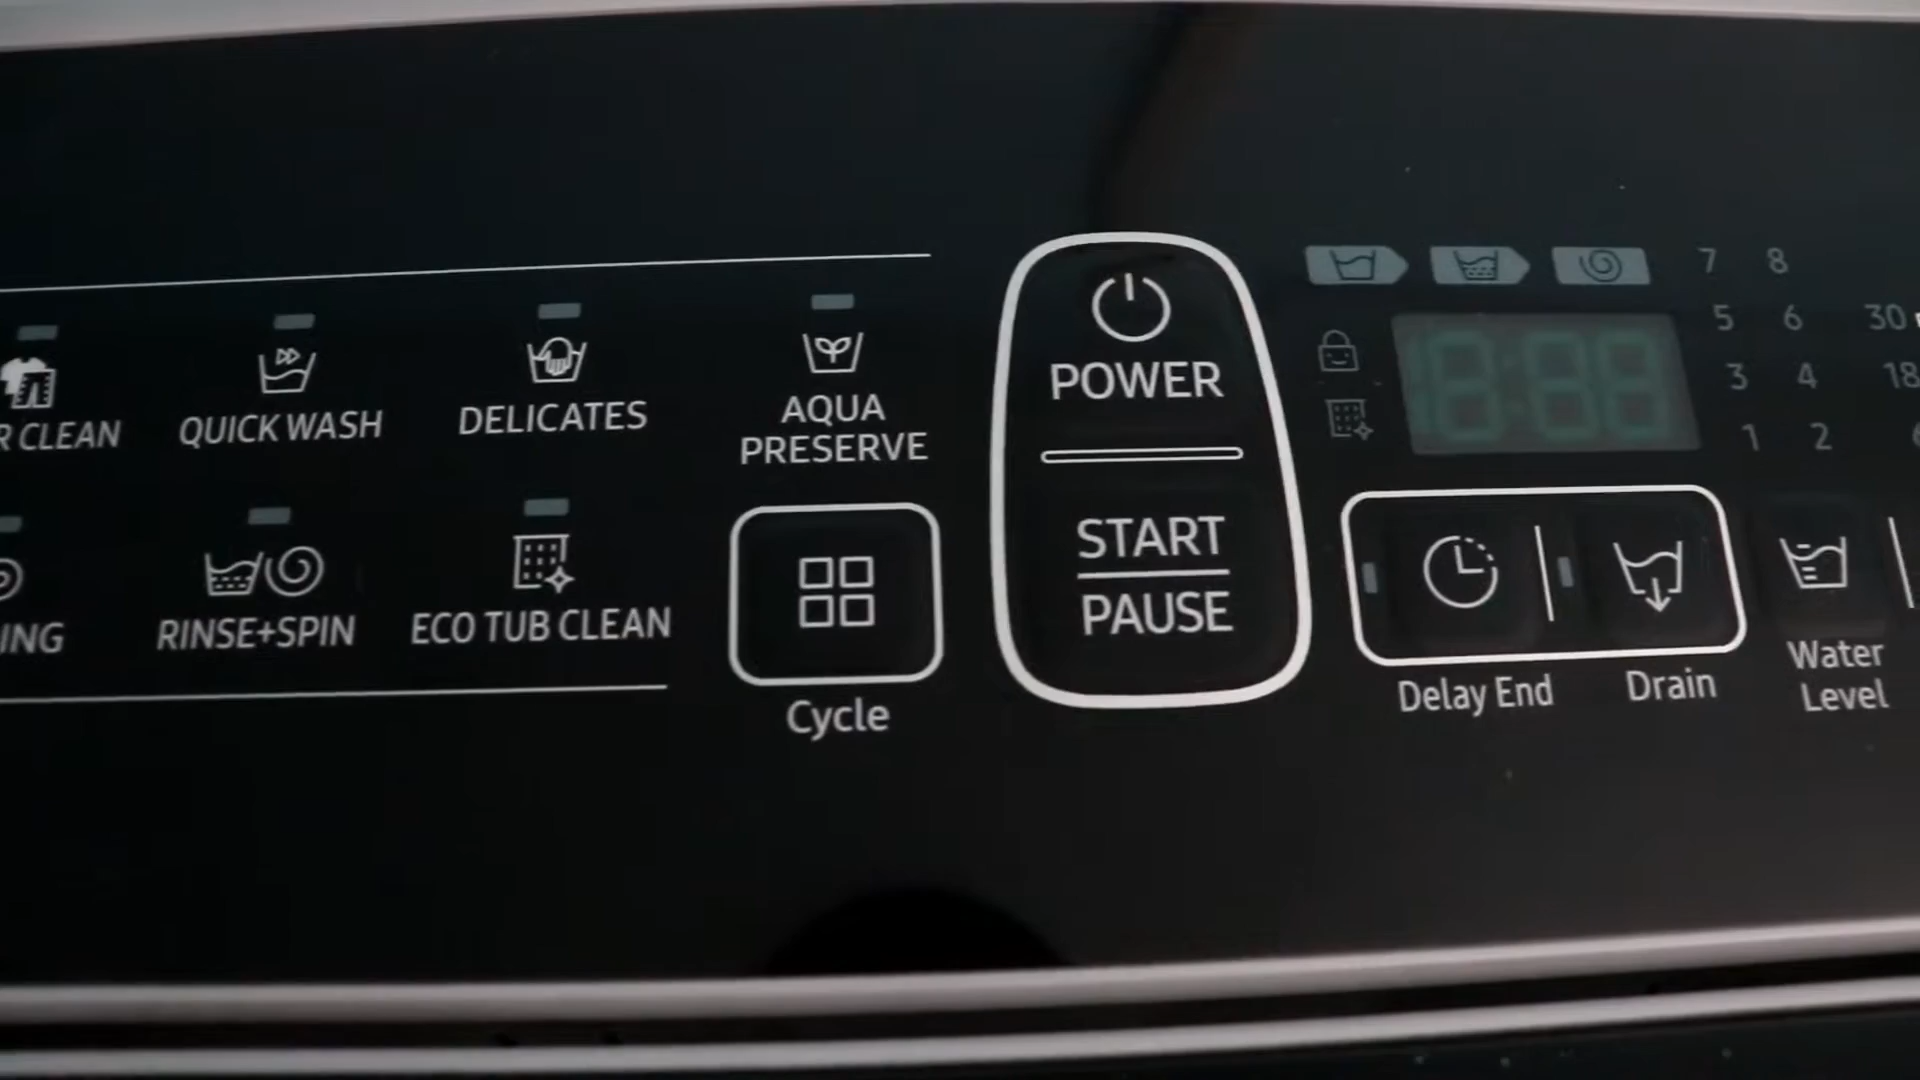 R CLEAN
QUICK WASH
DELICATES
AQUA
PRESERVE
ING
RINSE+SPIN
ECO TUB CLEAN
Cycle
POWER
START
PAUSE
7 8
5 6 30
3 4 18
1 2
Delay End
Drain
Water
Level